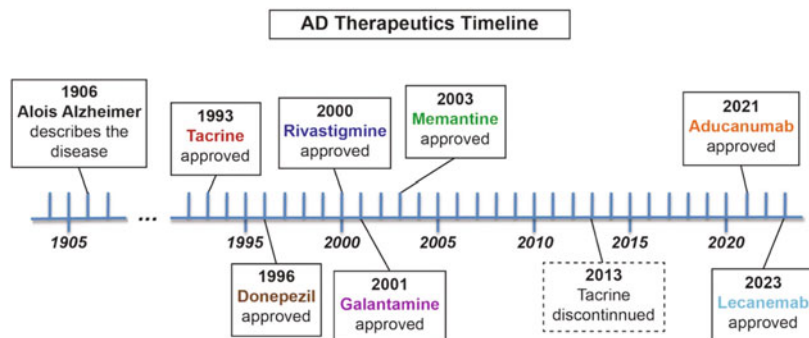 AD Therapeutics Timeline
1906
Alois Alzheimer
describes the
disease
1993
Tacrine
approved
2000
Rivastigmine
approved
2003
Memantine
approved
2021
Aducanumab
approved
1905
...
1995
2000
2005
2010
2015
2020
1996
Donepezil
approved
2001
Galantamine
approved
2013
Tacrine
discontinnued
2023
Lecanemab
approved